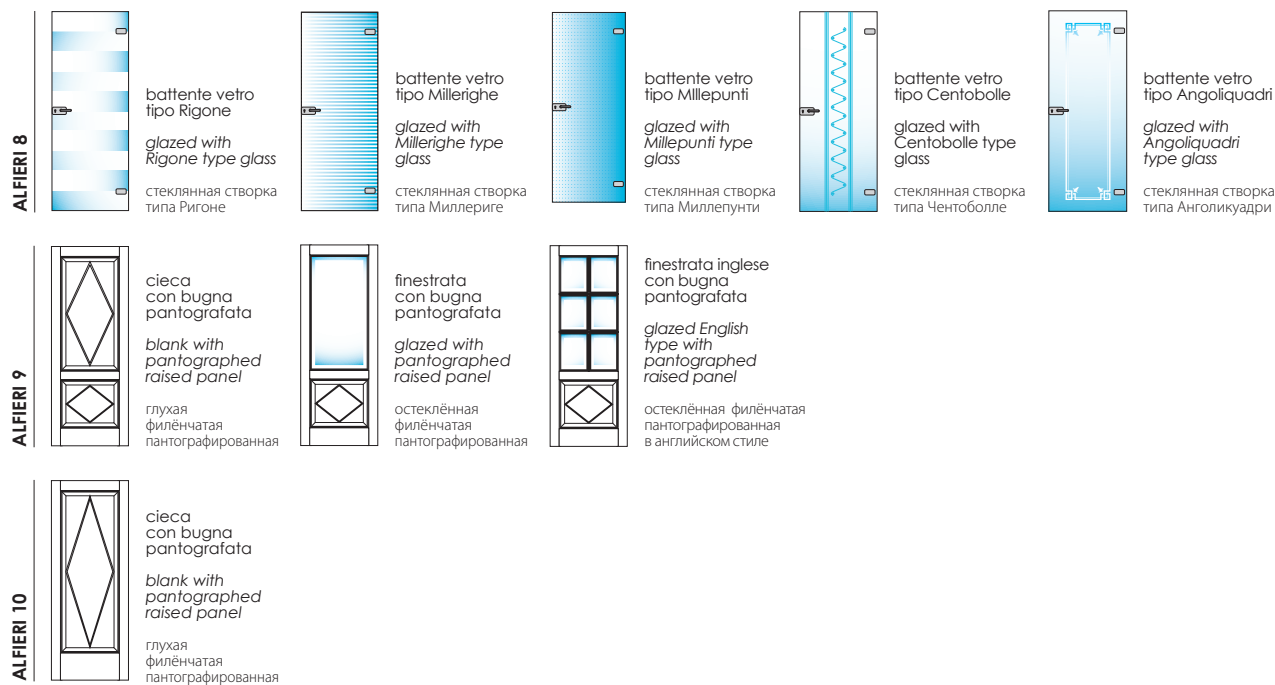 ALFIERI 8
battente vetro
tipo Rigone
glazed with
Rigone type glass
стеклянная створка
типа Ригоне
battente vetro
tipo Millerighe
glazed with
Millerighe type
glass
стеклянная створка
типа Миллериге
battente vetro
tipo MIllepunti
glazed with
Millepunti type
glass
стеклянная створка
типа Миллепунти
battente vetro
tipo Centobolle
glazed with
Centobolle type
glass
стеклянная створка
типа Чентоболле
battente vetro
tipo Angoliquadri
glazed with
Angoliquadri
type glass
стеклянная створка
типа Анголикуадри
ALFIERI 9
cieca
con bugna
pantografata
blank with
pantographed
raised panel
глухая
филёнчатая
пантографированная
finestrata
con bugna
pantografata
glazed with
pantographed
raised panel
остеклённая
филёнчатая
пантографированная
finestrata inglese
con bugna
pantografata
glazed English
type with
pantographed
raised panel
остеклённая филёнчатая
пантографированная
в английском стиле
ALFIERI 10
cieca
con bugna
pantografata
blank with
pantographed
raised panel
глухая
филёнчатая
пантографированная